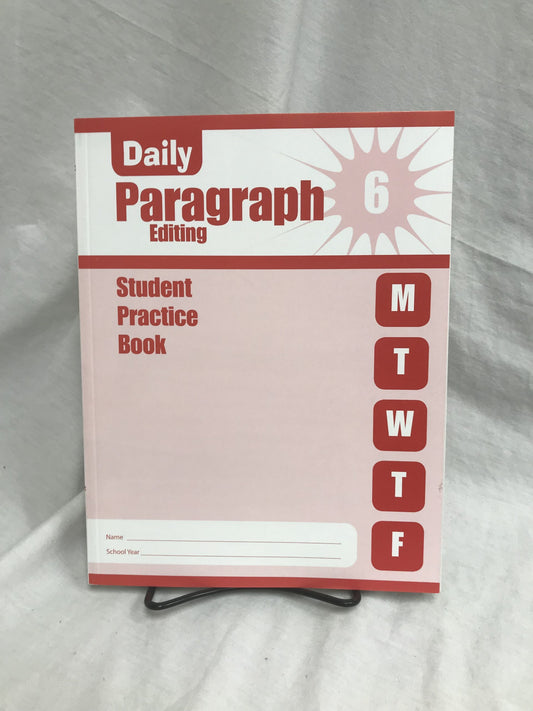 Daily
Paragraph
Editing
6
Student
Practice
Book
M
T
W
T
F
Name
School Year